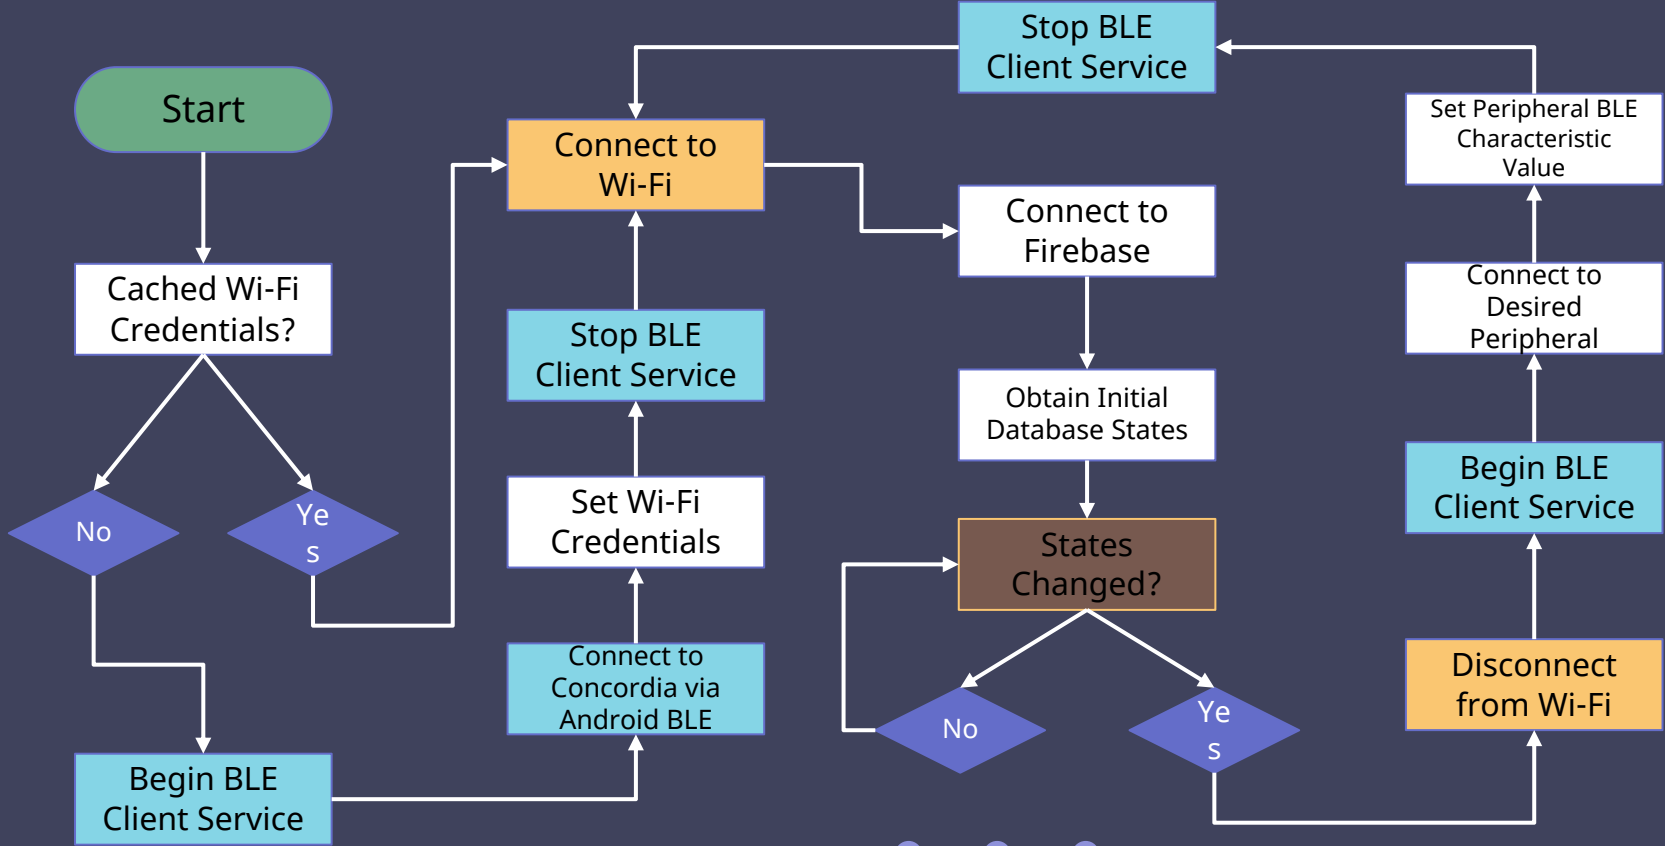 Start
Cached Wi-Fi
Credentials?
No
Ye
s
Begin BLE
Client Service
Connect to
Wi-Fi
Stop BLE
Client Service
Set Wi-Fi
Credentials
Connect to
Concordia via
Android BLE
Stop BLE
Client Service
Connect to
Firebase
Obtain Initial
Database States
States
Changed?
No
Ye
s
Set Peripheral BLE
Characteristic
Value
Connect to
Desired
Peripheral
Begin BLE
Client Service
Disconnect
from Wi-Fi